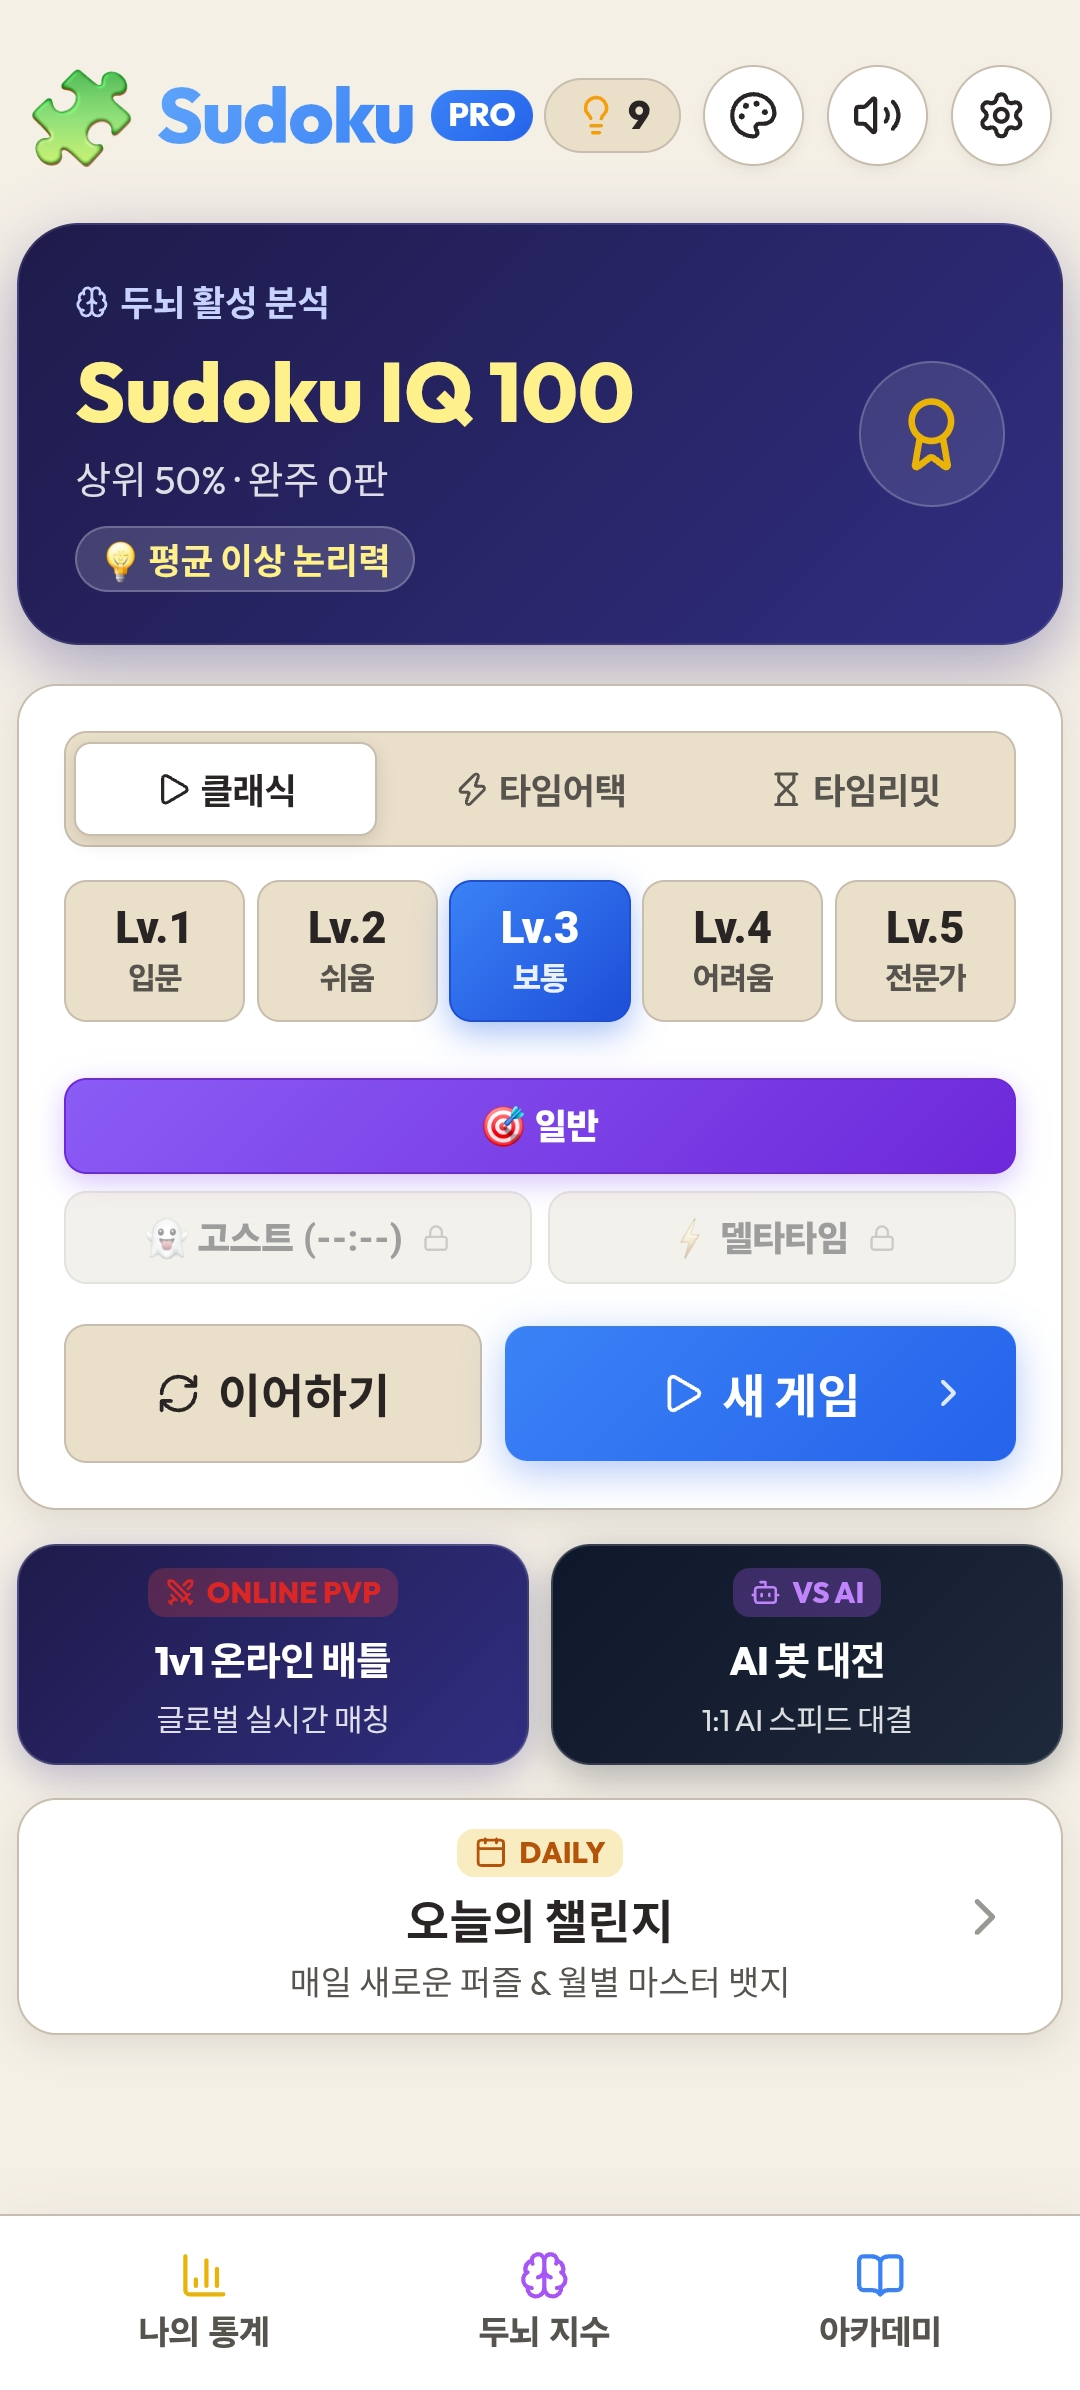 Sudoku PRO 9
두뇌 활성 분석
Sudoku IQ 100
상위 50% · 완주 0판
평균 이상 논리력
클래식 타임어택 타임리밋
Lv.1 Lv.2 Lv.3 Lv.4 Lv.5
입문 쉬움 보통 어려움 전문가
일반
고스트 (--:--) 델타타임
이어하기 새 게임
ONLINE PVP
1v1 온라인 배틀
글로벌 실시간 매칭
VS AI
AI 봇 대전
1:1 AI 스피드 대결
DAILY
오늘의 챌린지
매일 새로운 퍼즐 & 월별 마스터 뱃지
나의 통계 두뇌 지수 아카데미